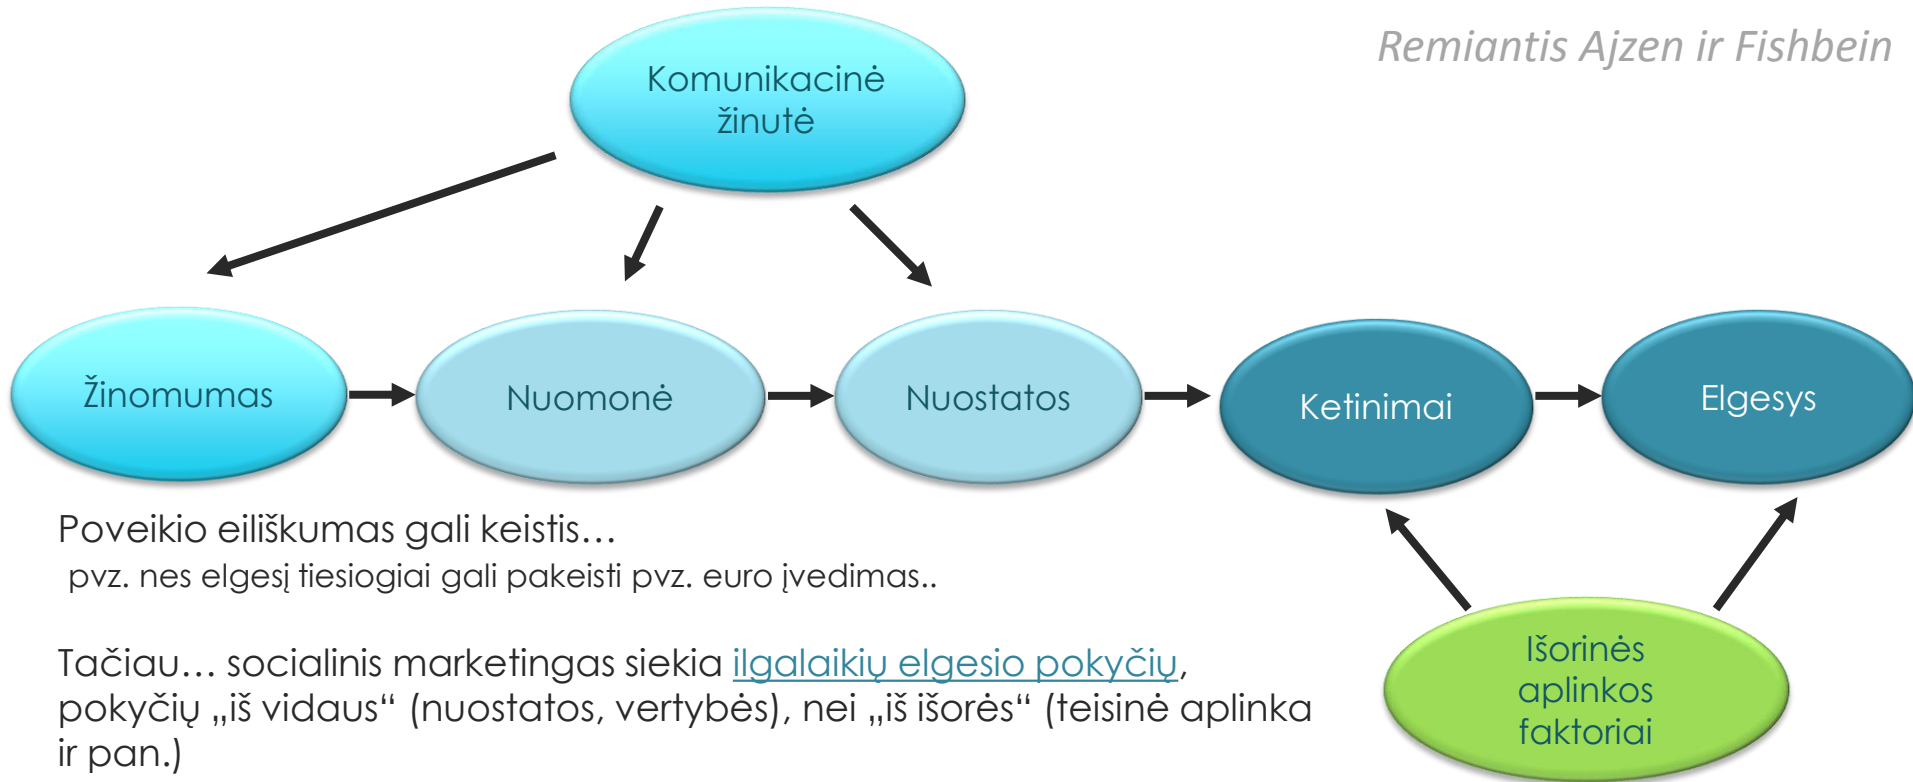 Remiantis Ajzen ir Fishbein
Komunikacinė
žinutė
Žinomumas
Nuomonė
Nuostatos
Ketinimai
Elgesys
Poveikio eiliškumas gali keistis…
pvz. nes elgesį tiesiogiai gali pakeisti pvz. euro įvedimas..
Tačiau… socialinis marketingas siekia ilgalaikių elgesio pokyčių,
pokyčių „iš vidaus“ (nuostatos, vertybės), nei „iš išorės“ (teisinė aplinka
ir pan.)
Išorinės
aplinkos
faktoriai